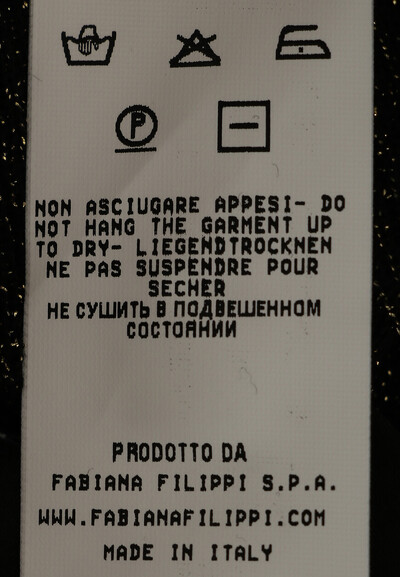 P
NON ASCIUGARE APPESI- DO
NOT HANG THE GARMENT UP
TO DRY- LIEGENDTROCKNEN
NE PAS SUSPENDRE POUR
SECHER
НЕ СУШИТЬ В ПОДВЕШЕННОМ
СОСТОЯНИИ
PRODOTTO DA
FABIANA FILIPPI S.P.A.
WWW.FABIANAFILIPPI.COM
MADE IN ITALY